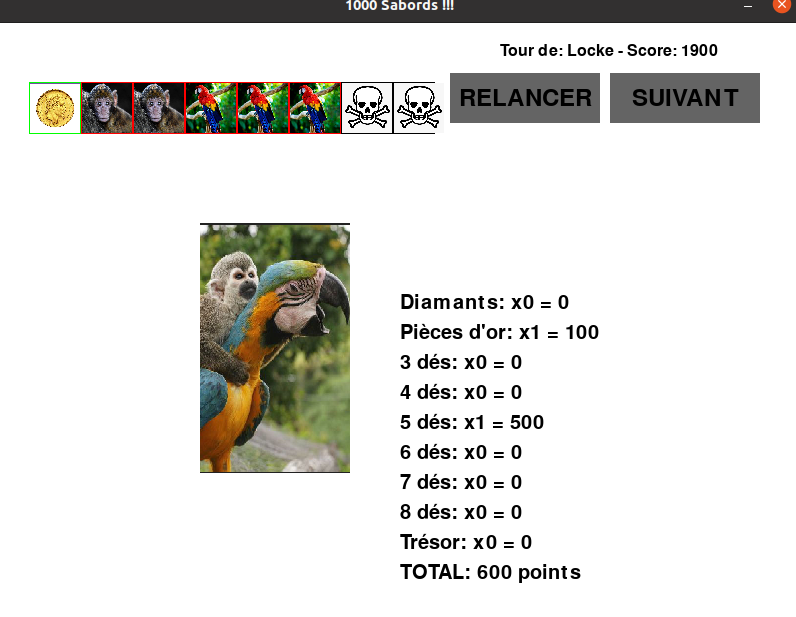 1000 Sabords !!!
Tour de: Locke - Score: 1900
RELANCER
SUIVANT
Diamants: x0 = 0
Pièces d'or: x1 = 100
3 dés: x0 = 0
4 dés: x0 = 0
5 dés: x1 = 500
6 dés: x0 = 0
7 dés: x0 = 0
8 dés: x0 = 0
Trésor: x0 = 0
TOTAL: 600 points